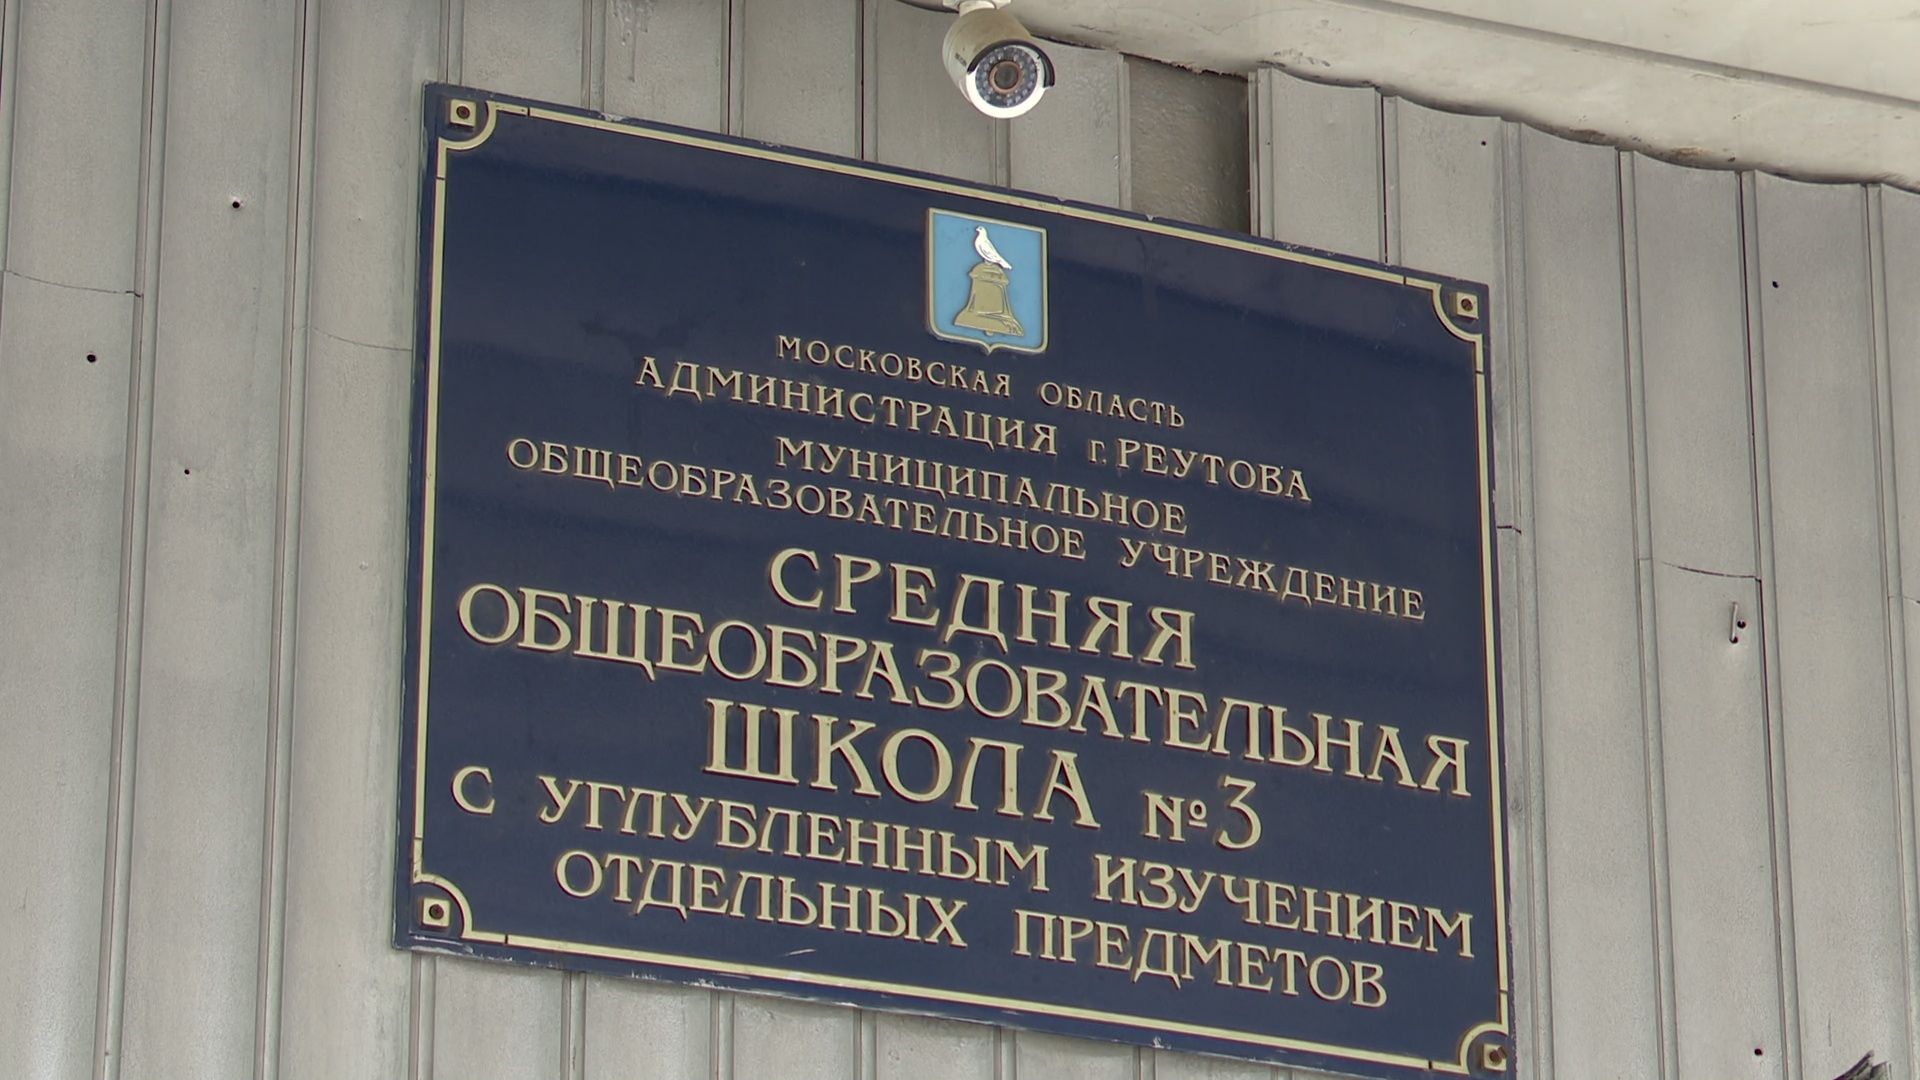 МОСКОВСКАЯ ОБЛАСТЬ
АДМИНИСТРАЦИЯ г. РЕУТОВА
МУНИЦИПАЛЬНОЕ
ОБЩЕОБРАЗОВАТЕЛЬНОЕ УЧРЕЖДЕНИЕ
СРЕДНЯЯ
ОБЩЕОБРАЗОВАТЕЛЬНАЯ
ШКОЛА №3
С УГЛУБЛЕННЫМ ИЗУЧЕНИЕМ
ОТДЕЛЬНЫХ ПРЕДМЕТОВ